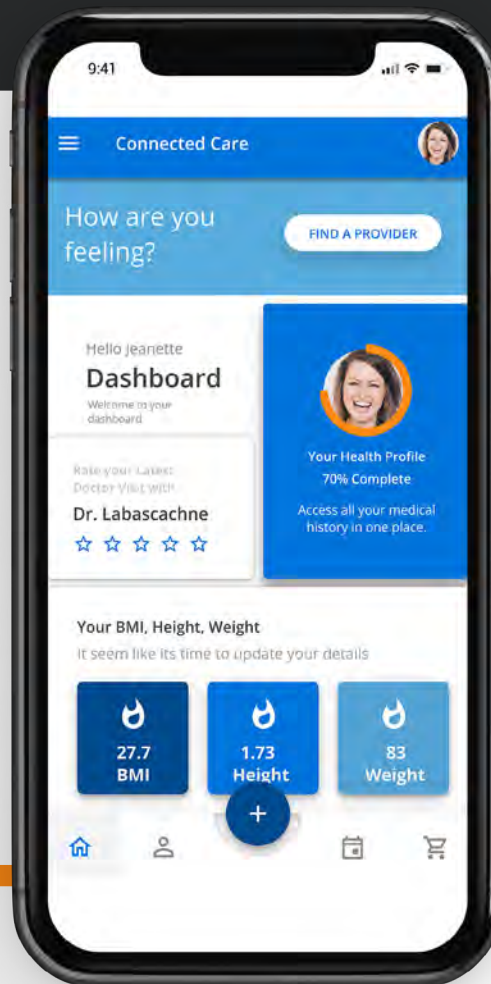 9:41
Connected Care
How are you
feeling?
FIND A PROVIDER
Hello jeanette
Dashboard
Welcome to your
dashboard
Rate your Latest
Doctor Visit with
Dr. Labascachne
Your Health Profile
70% Complete
Access all your medical
history in one place.
Your BMI, Height, Weight
It seem like its time to update your details
27.7
BMI
1.73
Height
83
Weight
+